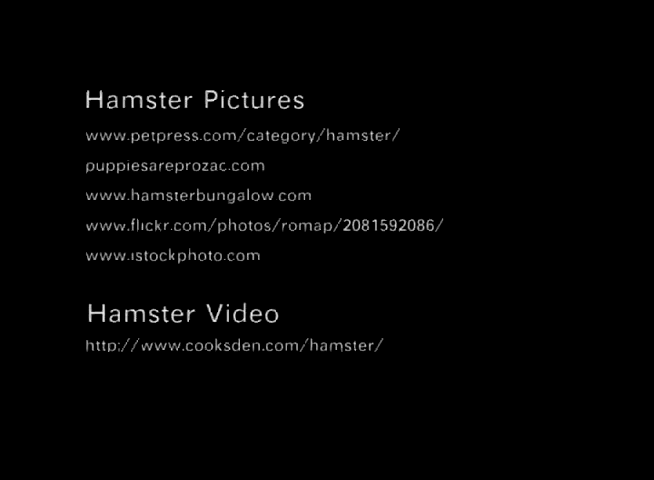 Hamster Pictures
www.petpress.com/category/hamster/
puppiesareprozac.com
www.hamsterbungalow.com
www.flickr.com/photos/romap/2081592086/
www.istockphoto.com
Hamster Video
http://www.cooksden.com/hamster/